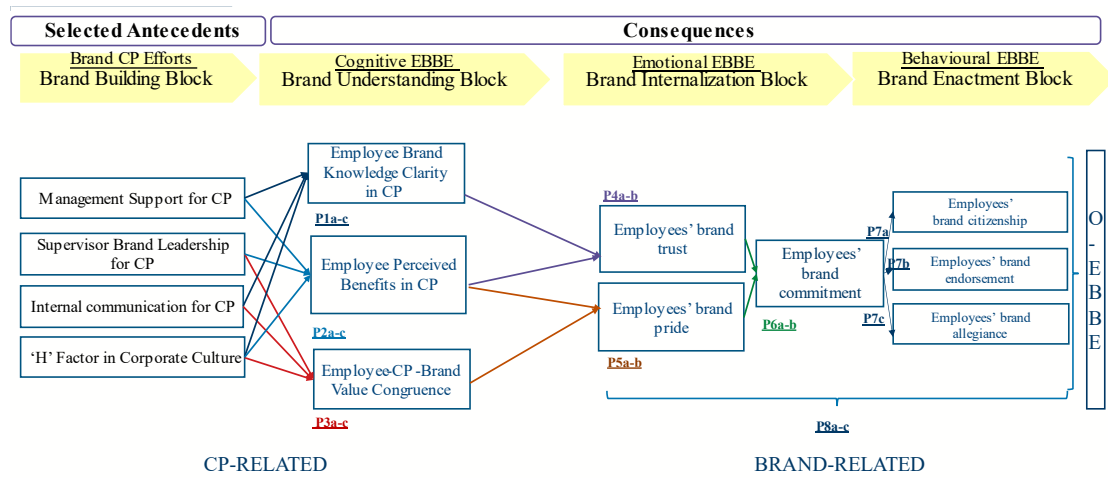 Selected Antecedents
Consequences
Brand CP Efforts
Brand Building Block
Cognitive EBBE
Brand Understanding Block
Emotional EBBE
Brand Internalization Block
Behavioural EBBE
Brand Enactment Block
Management Support for CP
Supervisor Brand Leadership
for CP
Internal communication for CP
‘H’ Factor in Corporate Culture
Employee Brand
Knowledge Clarity
in CP
P1a-c
Employee Perceived
Benefits in CP
P2a-c
Employee-CP-Brand
Value Congruence
P3a-c
P4a-b
Employees’ brand
trust
Employees’ brand
pride
P5a-b
Employees’
brand
commitment
P6a-b
P7a
P7b
P7c
Employees’
brand citizenship
Employees’ brand
endorsement
Employees’ brand
allegiance
O
-
E
B
B
E
P8a-c
CP-RELATED
BRAND-RELATED